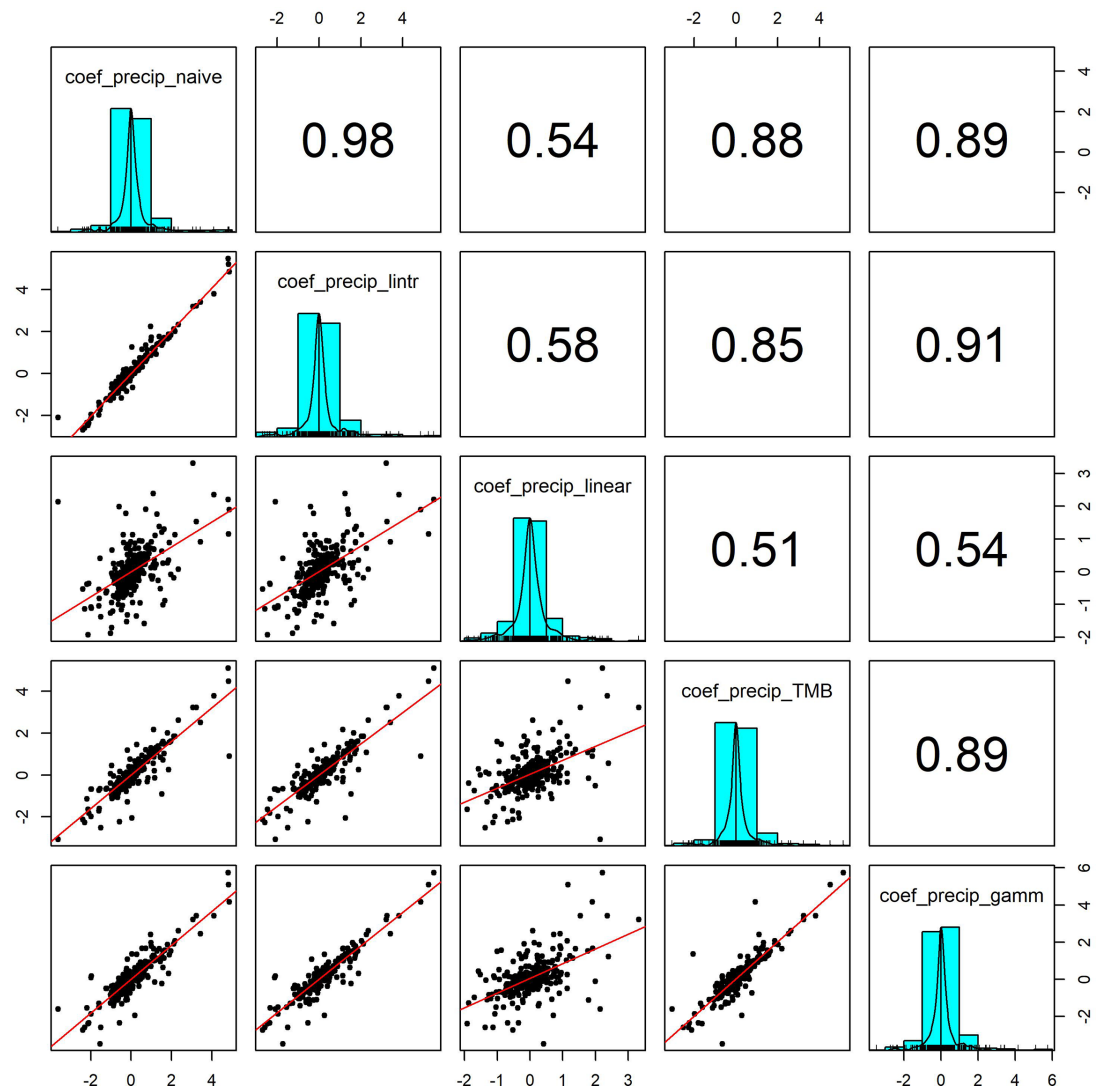 -2 0 2 4 -2 0 2 4
coef_precip_naive 0.98 0.54 0.88 0.89 -2 0 2 4
-2 0 2 4 coef_precip_lintr 0.58 0.85 0.91
coef_precip_linear 0.51 0.54 -2 -1 0 1 2 3
-2 0 2 4 coef_precip_TMB 0.89
coef_precip_gamm -2 0 2 4 6
-2 0 2 4 -2 -1 0 1 2 3 -2 0 2 4 6